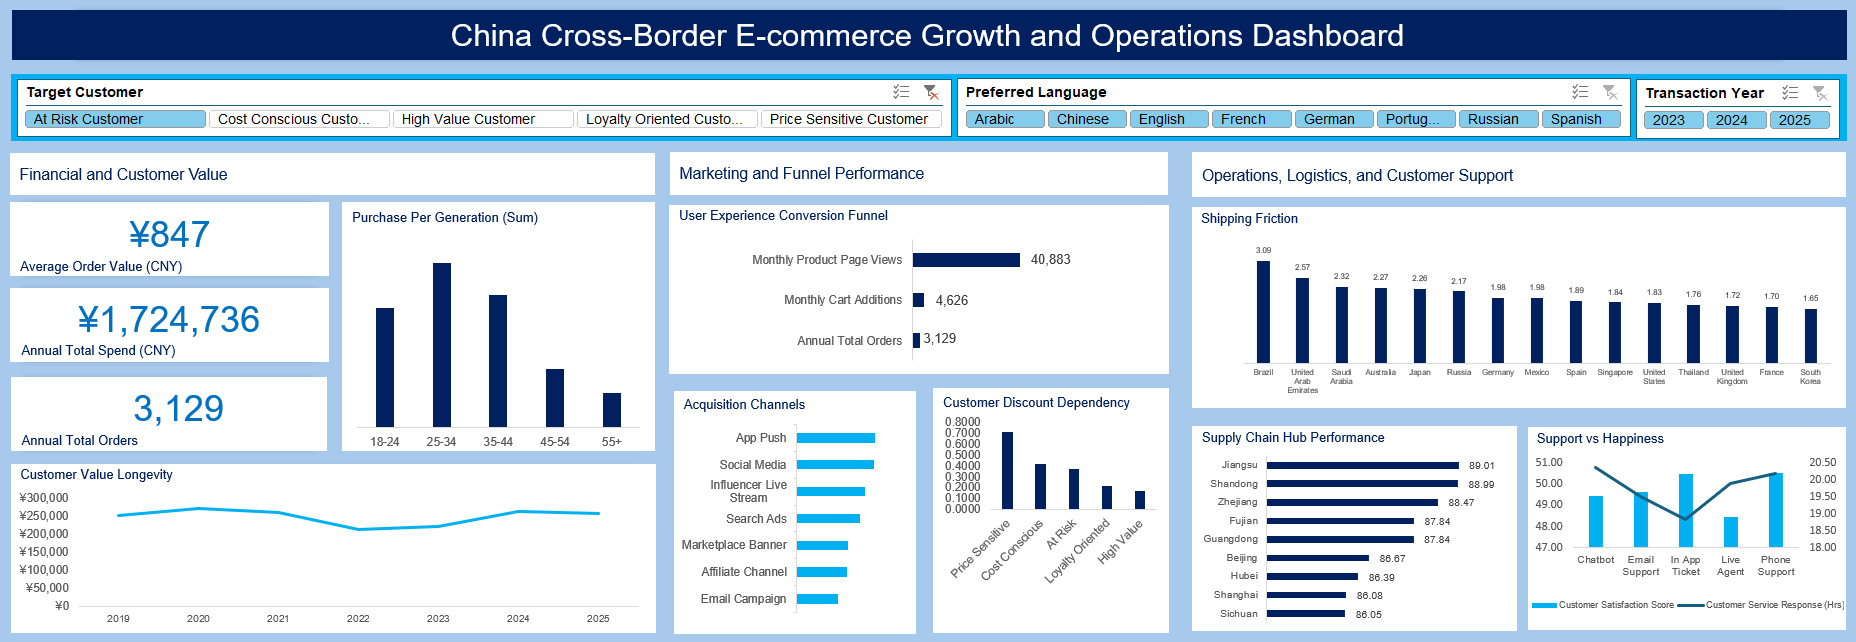 China Cross-Border E-commerce Growth and Operations Dashboard
Target Customer
At Risk Customer
Cost Conscious Custo...
High Value Customer
Loyalty Oriented Custo...
Price Sensitive Customer
Preferred Language
Arabic
Chinese
English
French
German
Portug...
Russian
Spanish
Transaction Year
2023
2024
2025
Financial and Customer Value
¥847
Average Order Value (CNY)
¥1,724,736
Annual Total Spend (CNY)
3,129
Annual Total Orders
Purchase Per Generation (Sum)
18-24
25-34
35-44
45-54
55+
Customer Value Longevity
¥300,000
¥250,000
¥200,000
¥150,000
¥100,000
¥50,000
¥0
2019
2020
2021
2022
2023
2024
2025
Marketing and Funnel Performance
User Experience Conversion Funnel
Monthly Product Page Views
40,883
Monthly Cart Additions
4,626
Annual Total Orders
3,129
Acquisition Channels
App Push
Social Media
Influencer Live
Stream
Search Ads
Marketplace Banner
Affiliate Channel
Email Campaign
Customer Discount Dependency
0.8000
0.7000
0.6000
0.5000
0.4000
0.3000
0.2000
0.1000
0.0000
Price Sensitive
Cost Conscious
At Risk
Loyalty Oriented
High Value
Operations, Logistics, and Customer Support
Shipping Friction
3.09
2.57
2.32
2.27
2.26
2.17
1.98
1.98
1.89
1.84
1.83
1.76
1.72
1.70
1.65
Brazil
United
Arab
Emirates
Saudi
Arabia
Australia
Japan
Russia
Germany
Mexico
Spain
Singapore
United
States
Thailand
United
Kingdom
France
South
Korea
Supply Chain Hub Performance
Jiangsu
89.01
Shandong
88.99
Zhejiang
88.47
Fujian
87.84
Guangdong
87.84
Beijing
86.67
Hubei
86.39
Shanghai
86.08
Sichuan
86.05
Support vs Happiness
51.00
50.00
49.00
48.00
47.00
20.50
20.00
19.50
19.00
18.50
18.00
Chatbot
Email
Support
In App
Ticket
Live
Agent
Phone
Support
Customer Satisfaction Score
Customer Service Response (Hrs)